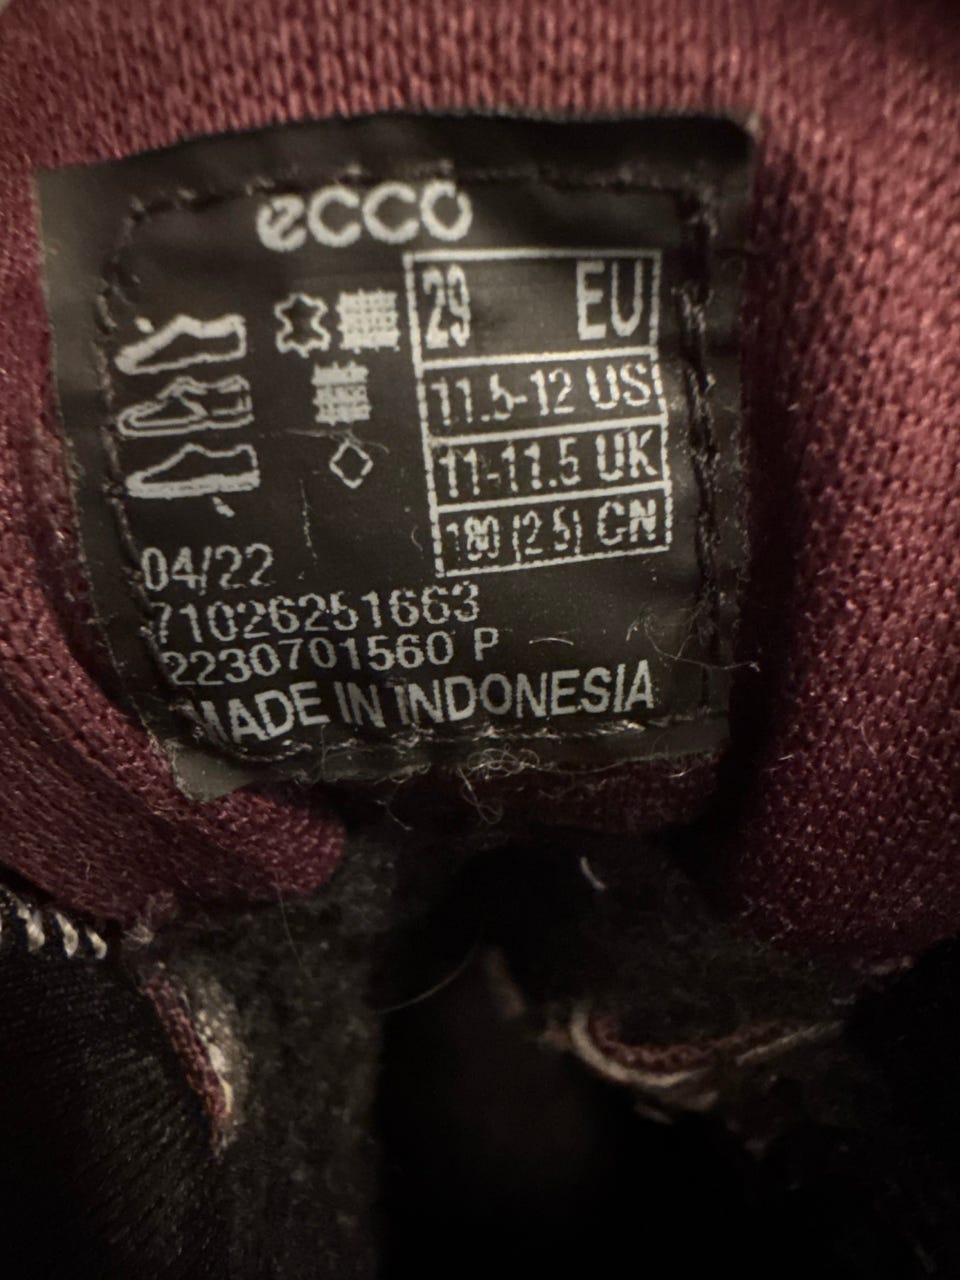 ecco
29 EU
11.5-12 US
11-11.5 UK
180 (2.5) CN
04/22
71026251663
2230701560 P
MADE IN INDONESIA